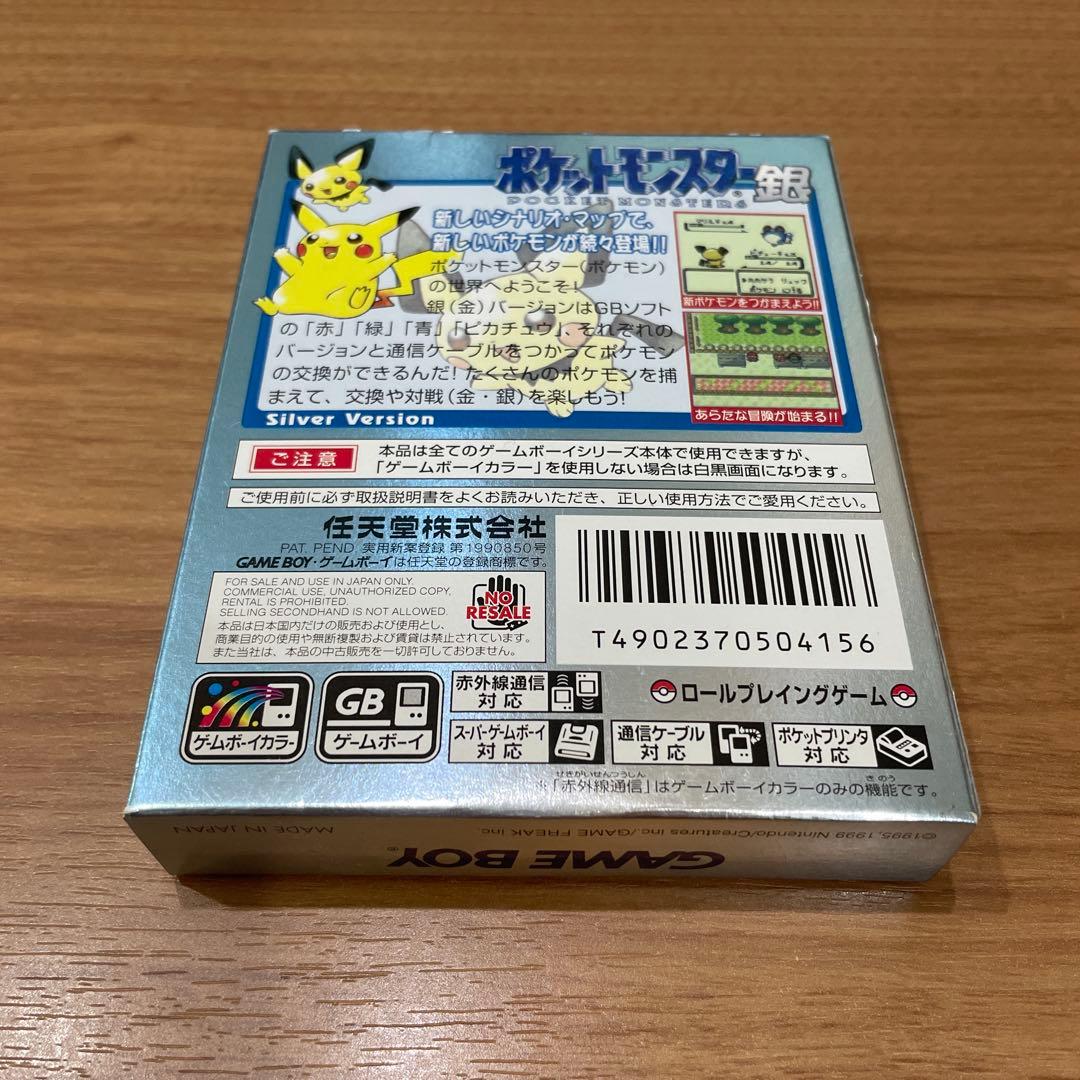 ポケットモンスター銀
POCKET MONSTERS
新しいシナリオ・マップで、
新しいポケモンが続々登場!!
ポケットモンスター(ポケモン)
の世界へようこそ!
銀(金)バージョンはGBソフト
の「赤」「緑」「青」「ピカチュウ」、それぞれの
バージョンと通信ケーブルをつかってポケモン
の交換ができるんだ!たくさんのポケモンを捕
まえて、交換や対戦(金・銀)を楽しもう!
Silver Version
新ポケモンをつかまえよう!!
あらたな冒険が始まる!!
ご注意
本品は全てのゲームボーイシリーズ本体で使用できますが、
「ゲームボーイカラー」を使用しない場合は白黒画面になります。
ご使用前に必ず取扱説明書をよくお読みいただき、正しい使用方法でご愛用ください。
任天堂株式会社
PAT. PEND. 実用新案登録 第1990850号
GAME BOY・ゲームボーイは任天堂の登録商標です。
FOR SALE AND USE IN JAPAN ONLY.
COMMERCIAL USE, UNAUTHORIZED COPY,
RENTAL IS PROHIBITED.
SELLING SECONDHAND IS NOT ALLOWED.
本品は日本国内だけの販売および使用とし、
商業目的の使用や無断複製および賃貸は禁止されています。
また当社は、本品の中古販売を一切許可しておりません。
NO
RESALE
T4902370504156
ゲームボーイカラー
GB
ゲームボーイ
赤外線通信
対応
スーパーゲームボーイ
対応
ロールプレイングゲーム
通信ケーブル
対応
ポケットプリンタ
対応
せきがいせんつうしん
きのう
※「赤外線通信」はゲームボーイカラーのみの機能です。
©1995,1999 Nintendo/Creatures inc./GAME FREAK inc.
MADE IN JAPAN
GAME BOY®